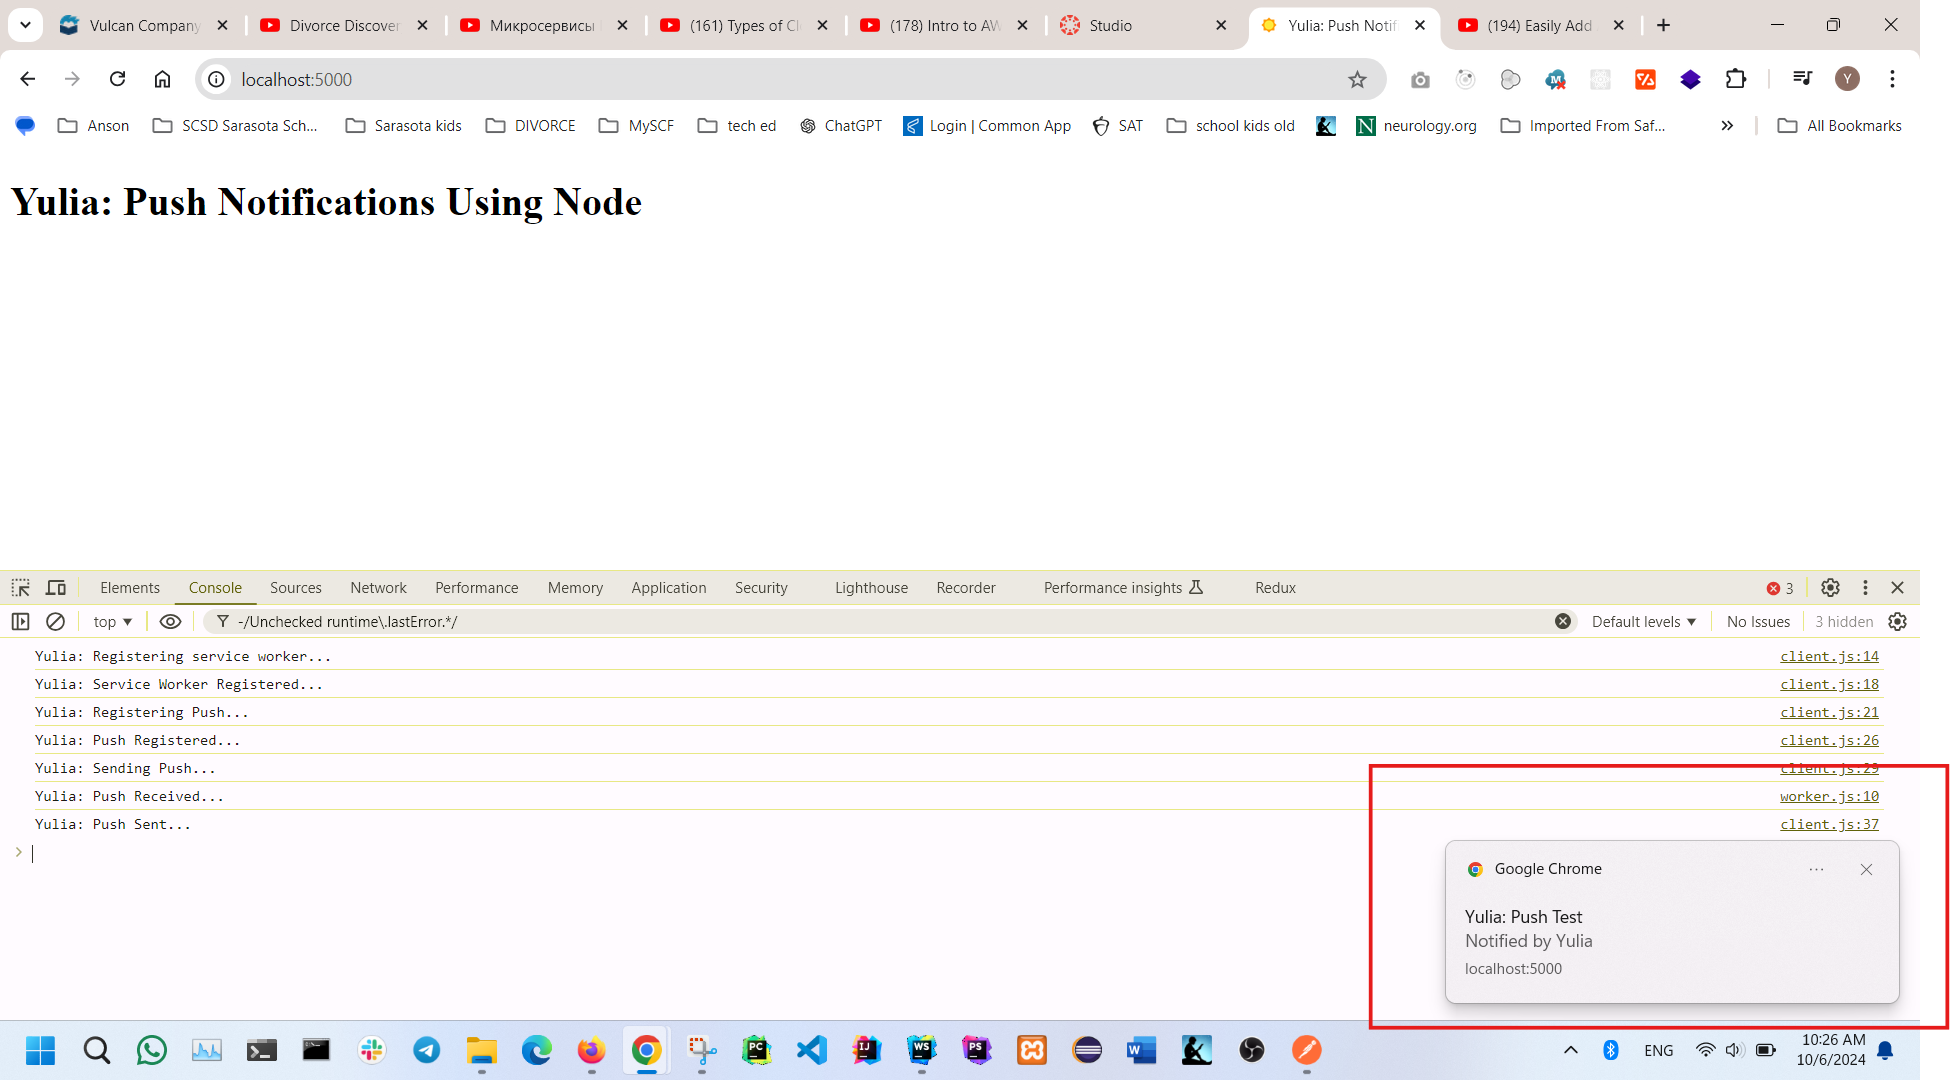 Vulcan Company
Divorce Discover
Микросервисы
(161) Types of Cl
(178) Intro to AW
Studio
Yulia: Push Notifi
(194) Easily Add
localhost:5000
Y
Anson
SCSD Sarasota Sch...
Sarasota kids
DIVORCE
MySCF
tech ed
ChatGPT
Login | Common App
SAT
school kids old
neurology.org
Imported From Saf...
All Bookmarks
Yulia: Push Notifications Using Node
Elements Console Sources Network Performance Memory Application Security Lighthouse Recorder Performance insights Redux 3
top -/Unchecked runtime\.lastError.*/ Default levels No Issues 3 hidden
Yulia: Registering service worker... client.js:14
Yulia: Service Worker Registered... client.js:18
Yulia: Registering Push... client.js:21
Yulia: Push Registered... client.js:26
Yulia: Sending Push... client.js:29
Yulia: Push Received... worker.js:10
Yulia: Push Sent... client.js:37
Google Chrome
Yulia: Push Test
Notified by Yulia
localhost:5000
PC
IJ
WS
PS
W
ENG
10:26 AM
10/6/2024